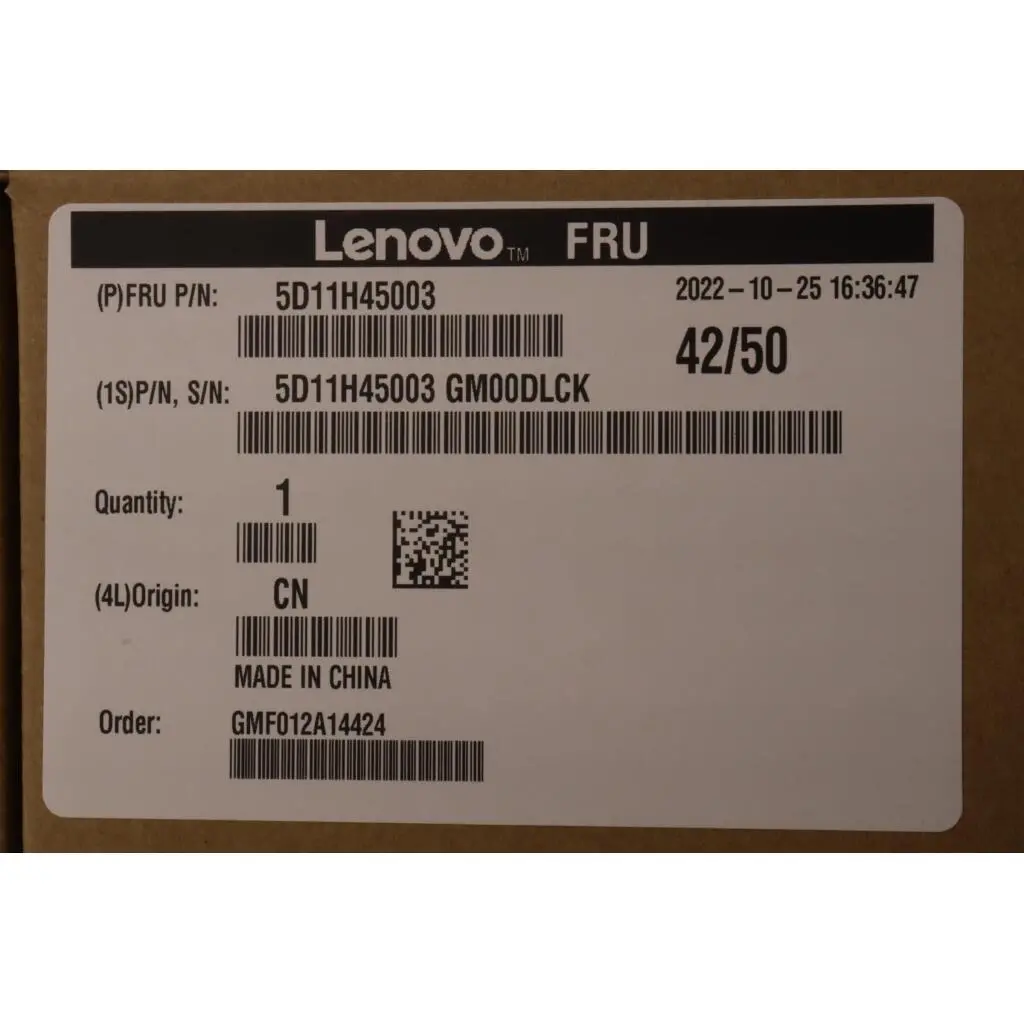 Lenovo™ FRU
(P)FRU P/N: 5D11H45003 2022-10-25 16:36:47
42/50
(1S)P/N, S/N: 5D11H45003 GM00DLCK
Quantity: 1
(4L)Origin: CN
MADE IN CHINA
Order: GMF012A14424